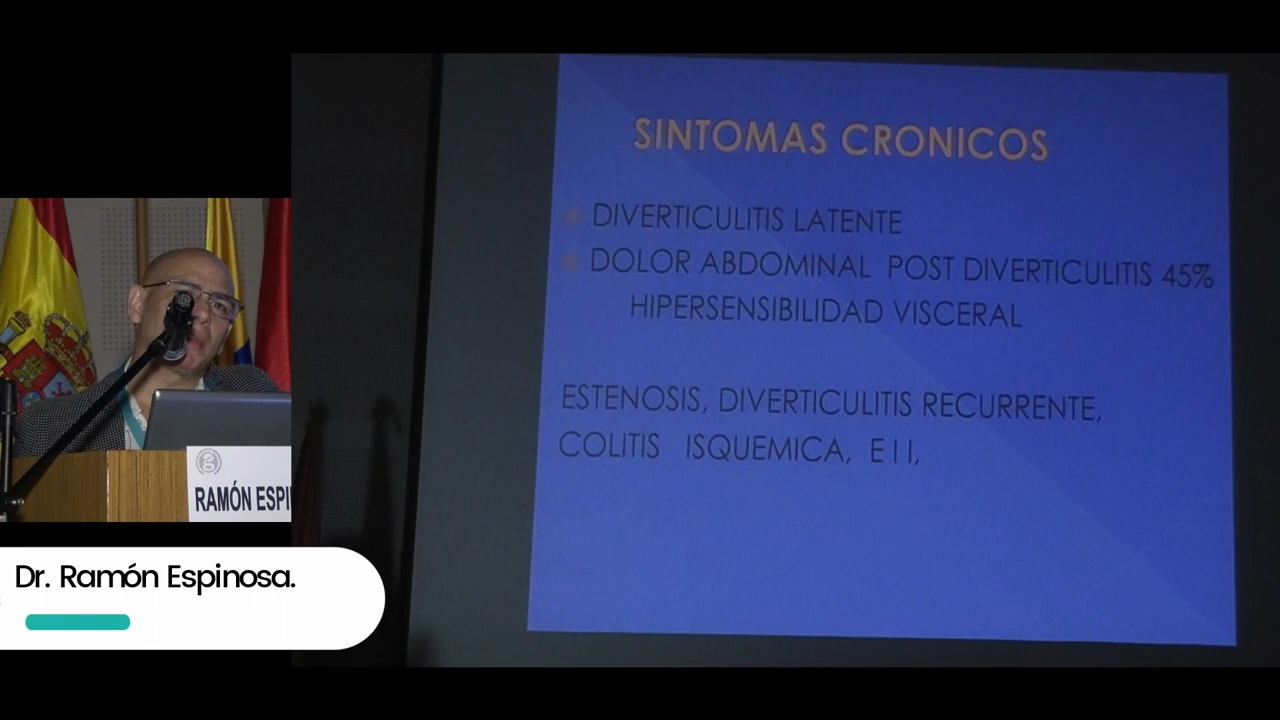 SINTOMAS CRONICOS
DIVERTICULITIS LATENTE
DOLOR ABDOMINAL POST DIVERTICULITIS 45%
HIPERSENSIBILIDAD VISCERAL
ESTENOSIS, DIVERTICULITIS RECURRENTE,
COLITIS ISQUEMICA, E I I,
RAMÓN ESPI
Dr. Ramón Espinosa.